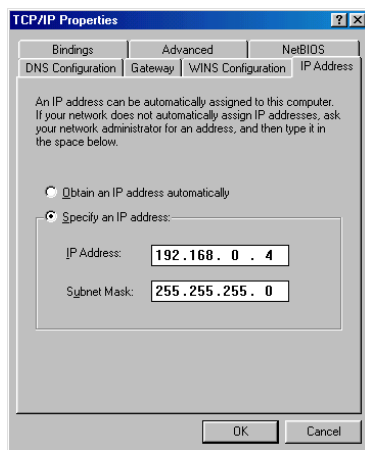 TCP/IP Properties
Bindings Advanced NetBIOS
DNS Configuration Gateway WINS Configuration IP Address
An IP address can be automatically assigned to this computer.
If your network does not automatically assign IP addresses, ask
your network administrator for an address, and then type it in
the space below.
Obtain an IP address automatically
Specify an IP address:
IP Address: 192.168. 0 . 4
Subnet Mask: 255.255.255. 0
OK Cancel